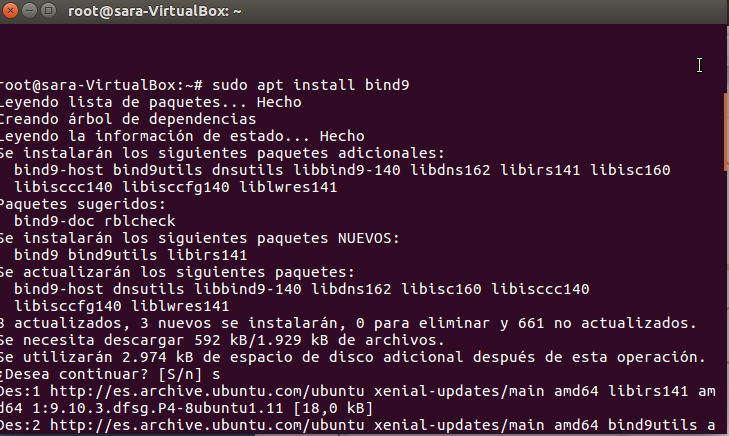 root@sara-VirtualBox: ~
root@sara-VirtualBox:~# sudo apt install bind9
Leyendo lista de paquetes... Hecho
Creando árbol de dependencias
Leyendo la información de estado... Hecho
Se instalarán los siguientes paquetes adicionales:
bind9-host bind9utils dnsutils libbind9-140 libdns162 libirs141 libisc160
libisccc140 libisccfg140 liblwres141
Paquetes sugeridos:
bind9-doc rblcheck
Se instalarán los siguientes paquetes NUEVOS:
bind9 bind9utils libirs141
Se actualizarán los siguientes paquetes:
bind9-host dnsutils libbind9-140 libdns162 libisc160 libisccc140
libisccfg140 liblwres141
8 actualizados, 3 nuevos se instalarán, 0 para eliminar y 661 no actualizados.
Se necesita descargar 592 kB/1.929 kB de archivos.
Se utilizarán 2.974 kB de espacio de disco adicional después de esta operación.
¿Desea continuar? [S/n] s
Des:1 http://es.archive.ubuntu.com/ubuntu xenial-updates/main amd64 libirs141 am
d64 1:9.10.3.dfsg.P4-8ubuntu1.11 [18,0 kB]
Des:2 http://es.archive.ubuntu.com/ubuntu xenial-updates/main amd64 bind9utils a